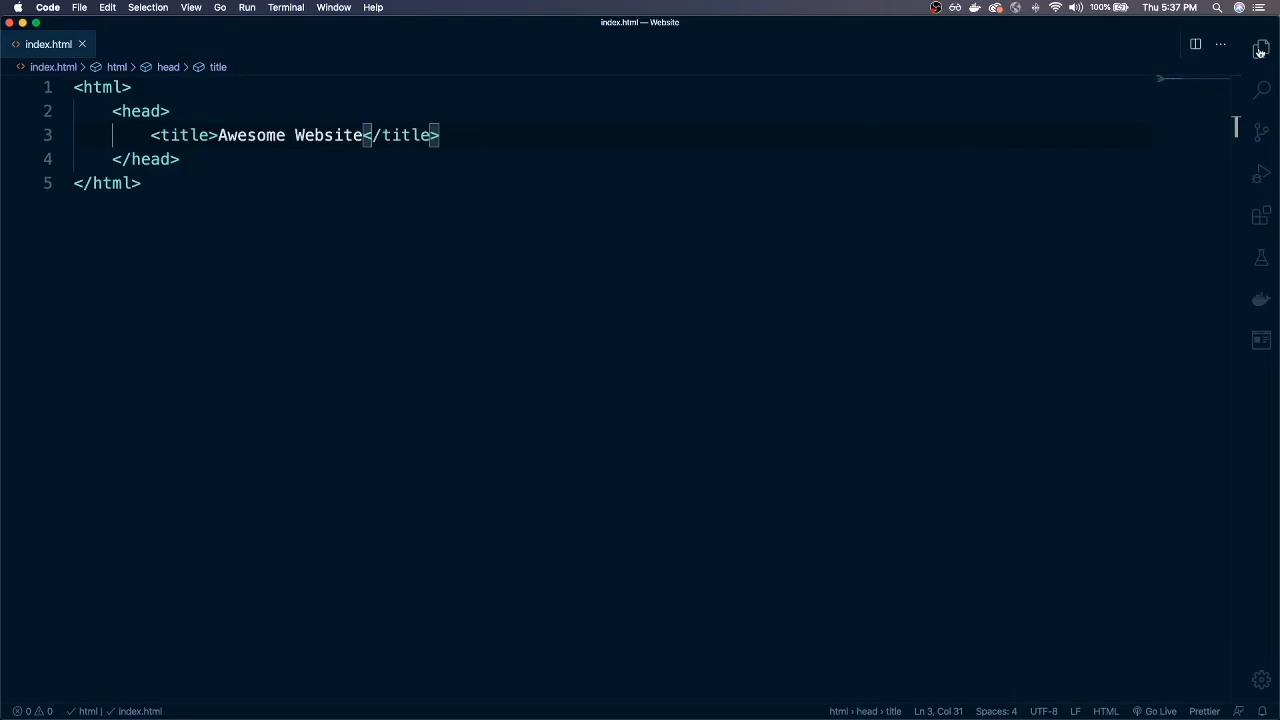 Code File Edit Selection View Go Run Terminal Window Help 100% Thu 5:37 PM
index.html — Website
index.html
index.html > html > head > title
1 <html>
2 <head>
3 <title>Awesome Website</title>
4 </head>
5 </html>
0 0 html | index.html html › head › title Ln 3, Col 31 Spaces: 4 UTF-8 LF HTML Go Live Prettier